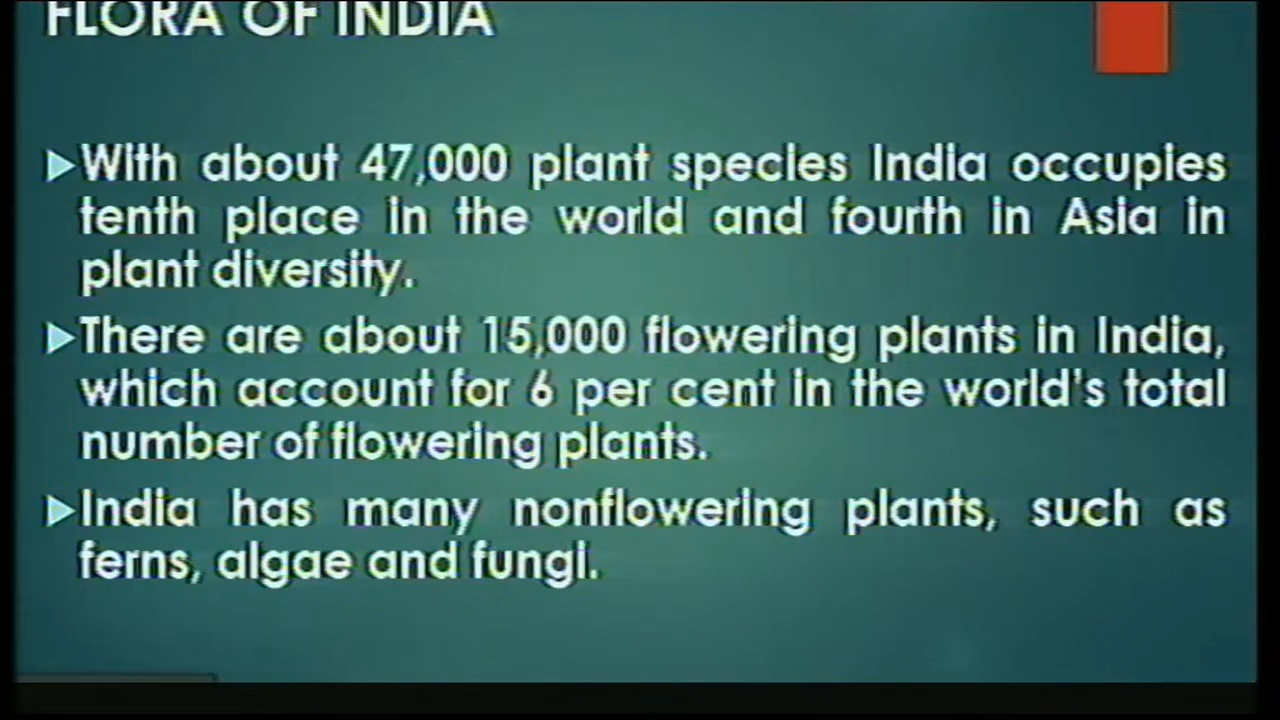 FLORA OF INDIA
With about 47,000 plant species India occupies
tenth place in the world and fourth in Asia in
plant diversity.
There are about 15,000 flowering plants in India,
which account for 6 per cent in the world's total
number of flowering plants.
India has many nonflowering plants, such as
ferns, algae and fungi.